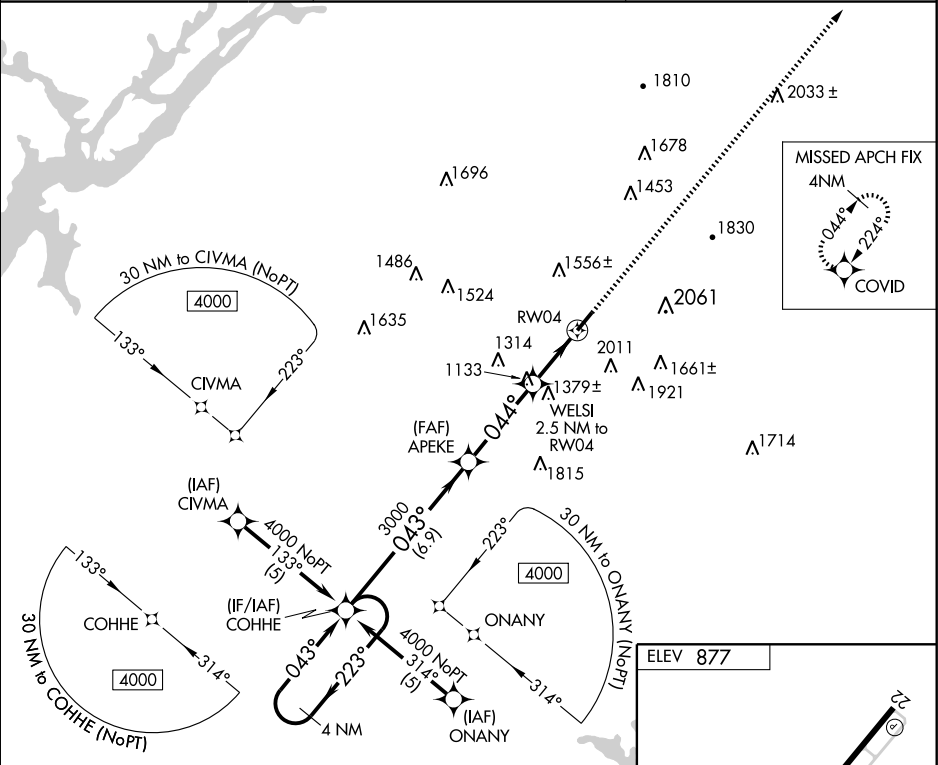 1810
2033 ±
1678
1696
1453
MISSED APCH FIX
4NM
044°
224°
COVID
1830
30 NM to CIVMA (NoPT)
4000
133°
223°
CIVMA
1486
1524
1556±
1635
RW04
2061
1314
1133
2011
1661±
1921
1379±
WELSI
2.5 NM to
RW04
044°
(FAF)
APEKE
1815
1714
(IAF)
CIVMA
4000 NoPT
133°
(5)
3000
043°
(6.9)
30 NM to ONANY (NoPT)
223°
4000
ONANY
314°
133°
COHHE
4000
314°
30 NM to COHHE (NoPT)
(IF/IAF)
COHHE
043°
223°
4 NM
4000 NoPT
314°
(5)
(IAF)
ONANY
ELEV 877
22
P